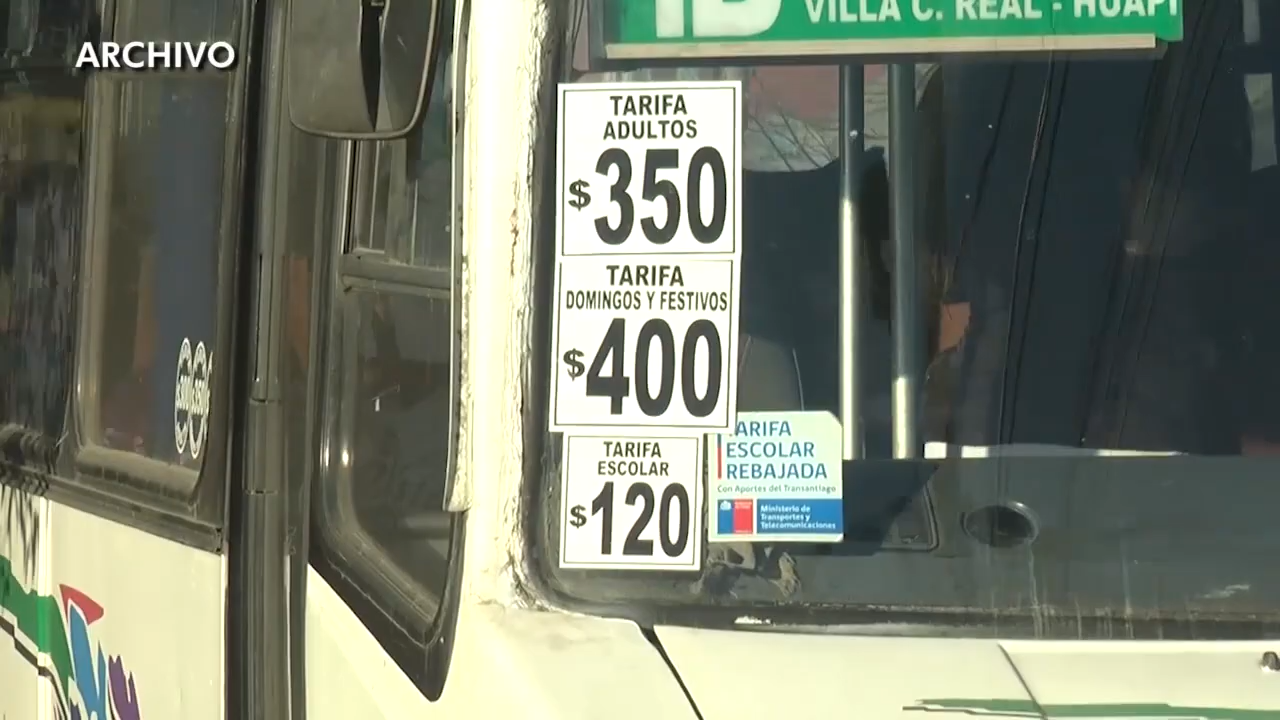 ARCHIVO
VILLA C. REAL - HUAPI
TARIFA
ADULTOS
$350
TARIFA
DOMINGOS Y FESTIVOS
$400
TARIFA
ESCOLAR
$120
TARIFA
ESCOLAR
REBAJADA
Con Aportes del Transantiago
Ministerio de
Transportes y
Telecomunicaciones